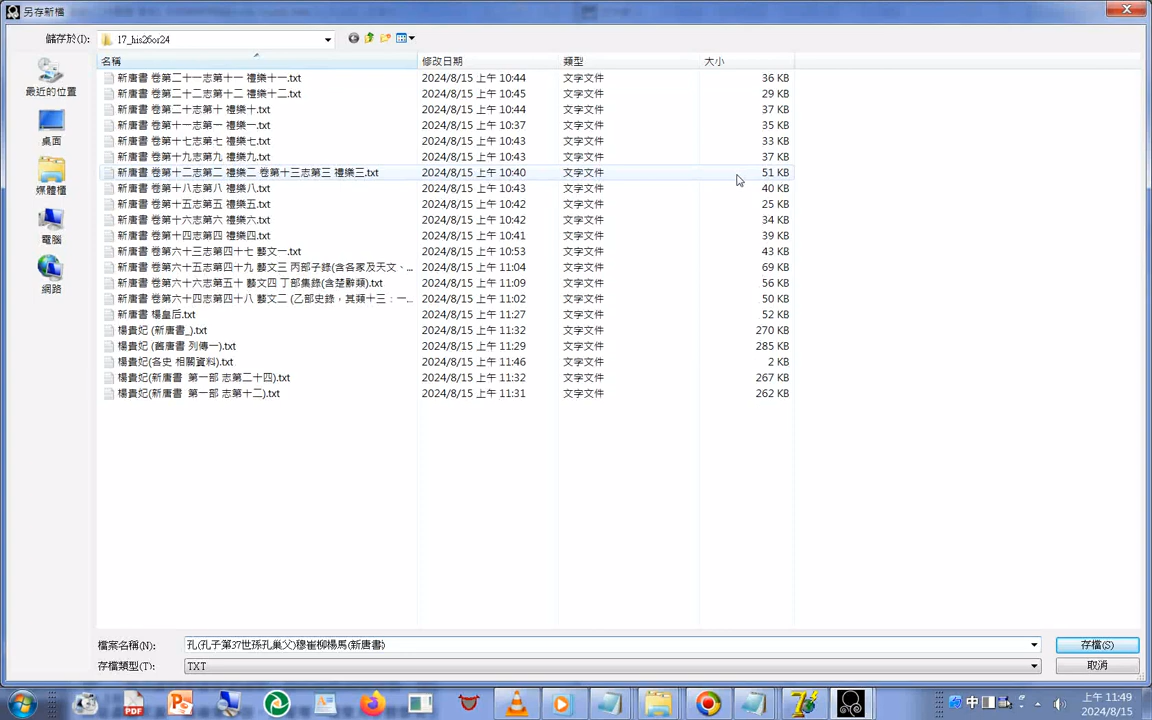 另存新檔
儲存於(I): 17_his26or24
名稱 修改日期 類型 大小
新唐書 卷第二十一志第十一 禮樂十一.txt 2024/8/15 上午 10:44 文字文件 36 KB
新唐書 卷第二十二志第十二 禮樂十二.txt 2024/8/15 上午 10:45 文字文件 29 KB
新唐書 卷第二十志第十 禮樂十.txt 2024/8/15 上午 10:44 文字文件 37 KB
新唐書 卷第十一志第一 禮樂一.txt 2024/8/15 上午 10:37 文字文件 35 KB
新唐書 卷第十七志第七 禮樂七.txt 2024/8/15 上午 10:43 文字文件 33 KB
新唐書 卷第十九志第九 禮樂九.txt 2024/8/15 上午 10:43 文字文件 37 KB
新唐書 卷第十二志第二 禮樂二 卷第十三志第三 禮樂三.txt 2024/8/15 上午 10:40 文字文件 51 KB
新唐書 卷第十八志第八 禮樂八.txt 2024/8/15 上午 10:43 文字文件 40 KB
新唐書 卷第十五志第五 禮樂五.txt 2024/8/15 上午 10:42 文字文件 25 KB
新唐書 卷第十六志第六 禮樂六.txt 2024/8/15 上午 10:42 文字文件 34 KB
新唐書 卷第十四志第四 禮樂四.txt 2024/8/15 上午 10:41 文字文件 39 KB
新唐書 卷第六十三志第四十七 藝文一.txt 2024/8/15 上午 10:53 文字文件 43 KB
新唐書 卷第六十五志第四十九 藝文三 丙部子錄(含各家及天文、... 2024/8/15 上午 11:04 文字文件 69 KB
新唐書 卷第六十六志第五十 藝文四 丁部集錄(含楚辭類).txt 2024/8/15 上午 11:09 文字文件 56 KB
新唐書 卷第六十四志第四十八 藝文二 (乙部史錄，其類十三：一... 2024/8/15 上午 11:02 文字文件 50 KB
新唐書 楊皇后.txt 2024/8/15 上午 11:27 文字文件 52 KB
楊貴妃 (新唐書_).txt 2024/8/15 上午 11:32 文字文件 270 KB
楊貴妃 (舊唐書 列傳一).txt 2024/8/15 上午 11:29 文字文件 285 KB
楊貴妃(各史 相關資料).txt 2024/8/15 上午 11:46 文字文件 2 KB
楊貴妃(新唐書 第一部 志第二十四).txt 2024/8/15 上午 11:32 文字文件 267 KB
楊貴妃(新唐書 第一部 志第十二).txt 2024/8/15 上午 11:31 文字文件 262 KB
最近的位置
桌面
媒體櫃
電腦
網路
檔案名稱(N): 孔(孔子第37世孫孔巢父)穆崔柳楊馬(新唐書) 存檔(S)
存檔類型(T): TXT 取消
PDF
中
上午 11:49
2024/8/15